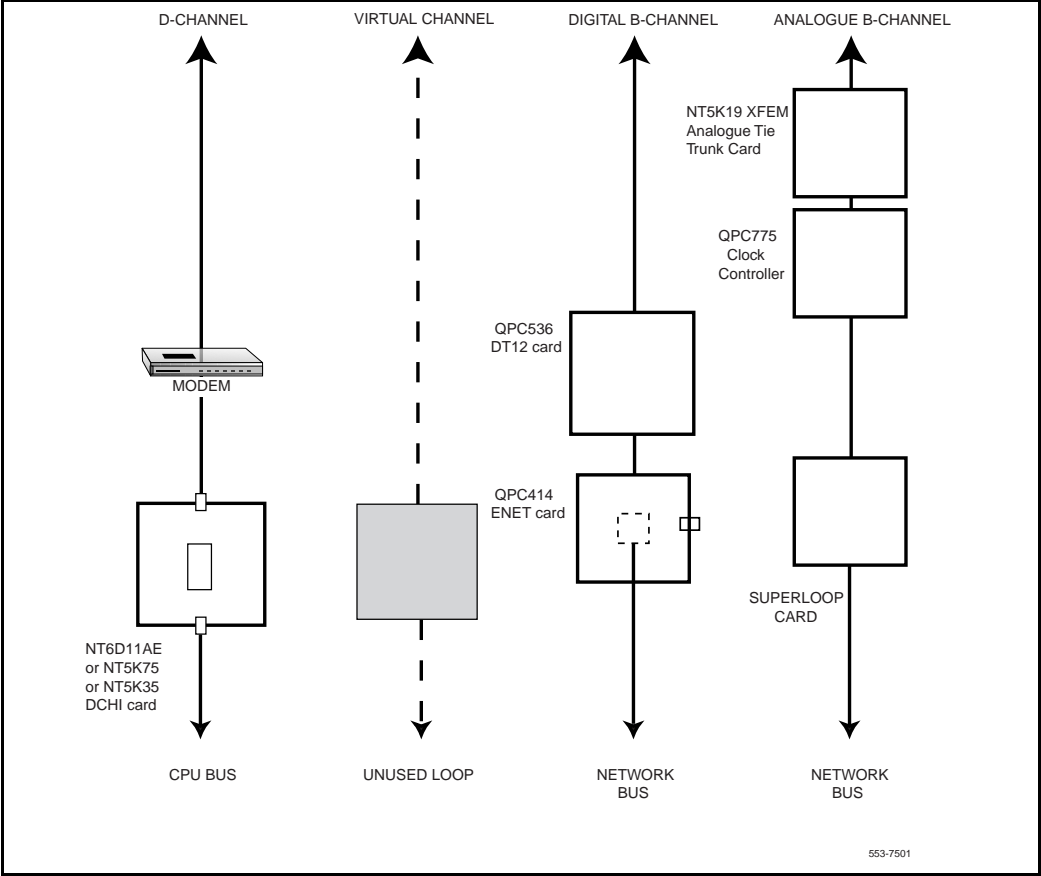 D-CHANNEL
VIRTUAL CHANNEL
DIGITAL B-CHANNEL
ANALOGUE B-CHANNEL
NT5K19 XFEM
Analogue Tie
Trunk Card
QPC775
Clock
Controller
QPC536
DT12 card
MODEM
QPC414
ENET card
SUPERLOOP
CARD
NT6D11AE
or NT5K75
or NT5K35
DCHI card
CPU BUS
UNUSED LOOP
NETWORK
BUS
NETWORK
BUS
553-7501